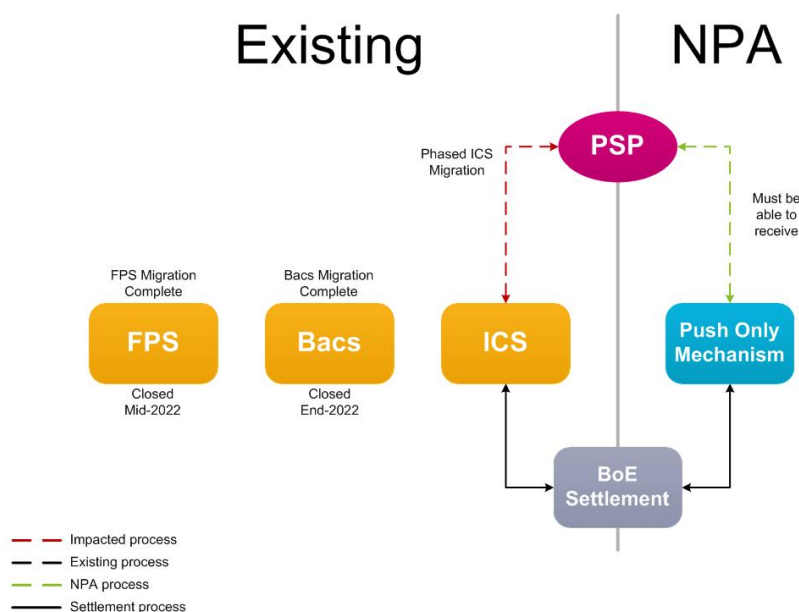 Existing
NPA
PSP
Phased ICS
Migration
Must be
able to
receive
FPS Migration
Complete
Bacs Migration
Complete
FPS
Bacs
ICS
Push Only
Mechanism
Closed
Mid-2022
Closed
End-2022
BoE
Settlement
Impacted process
Existing process
NPA process
Settlement process